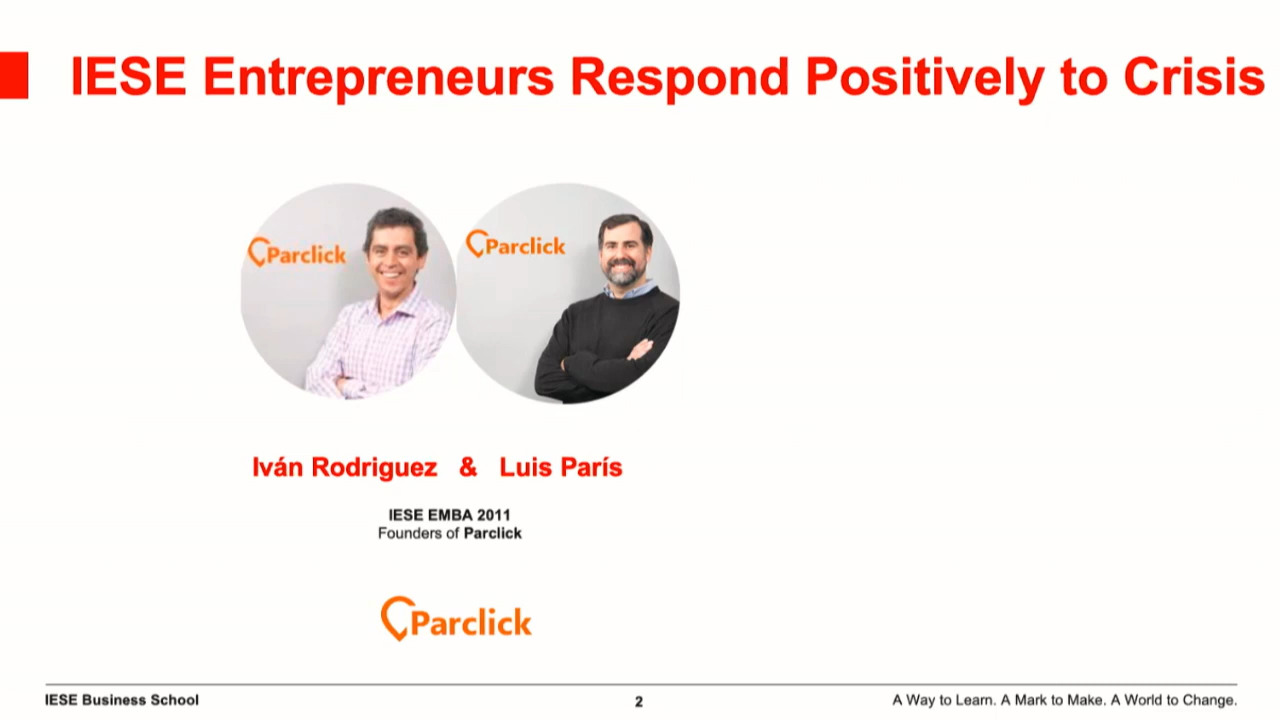 IESE Entrepreneurs Respond Positively to Crisis
Parclick
Parclick
Iván Rodriguez & Luis París
IESE EMBA 2011
Founders of Parclick
Parclick
IESE Business School
2
A Way to Learn. A Mark to Make. A World to Change.